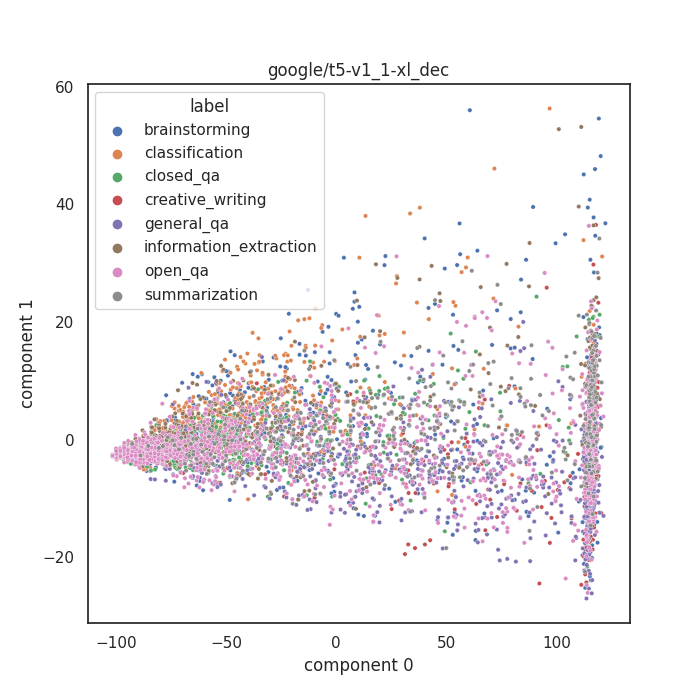 google/t5-v1_1-xl_dec
label
brainstorming
classification
closed_qa
creative_writing
general_qa
information_extraction
open_qa
summarization
60
40
20
0
−20
component 1
−100
−50
0
50
100
component 0